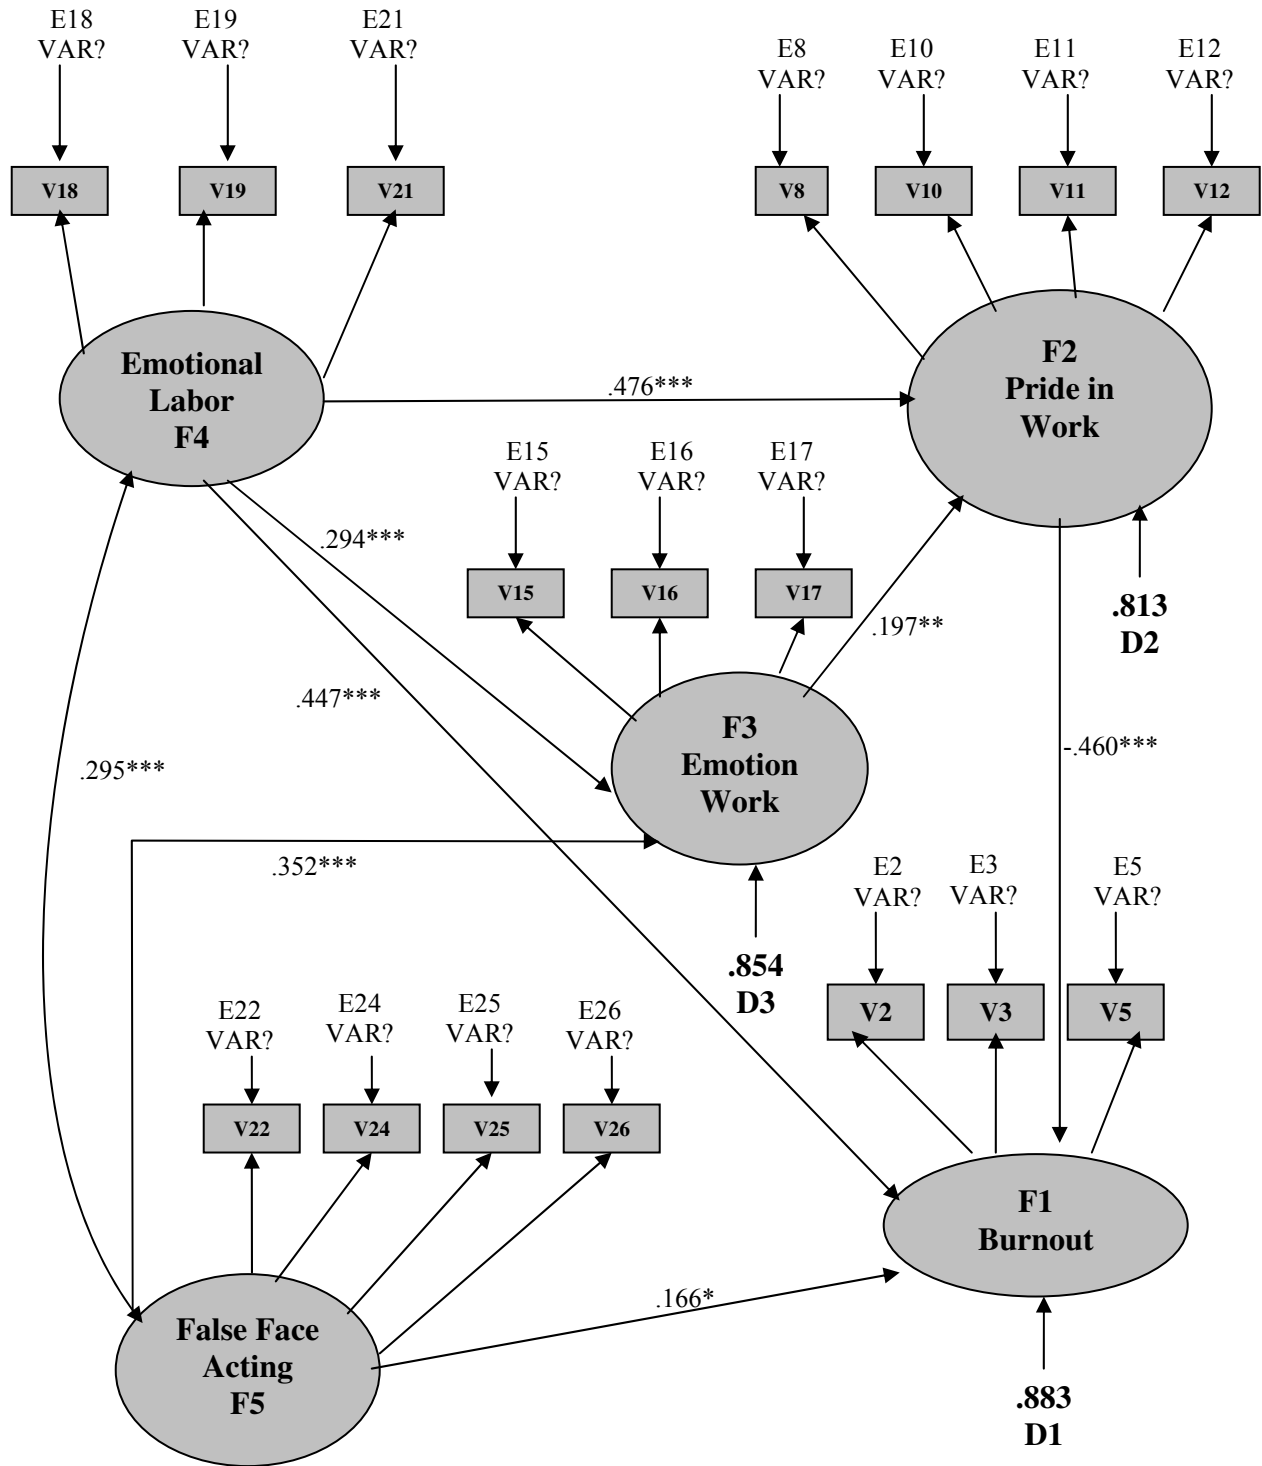 E18
VAR?
E19
VAR?
E21
VAR?
E8
VAR?
E10
VAR?
E11
VAR?
E12
VAR?
V18
V19
V21
V8
V10
V11
V12
Emotional
Labor
F4
F2
Pride in
Work
.476***
E15
VAR?
E16
VAR?
E17
VAR?
.294***
V15
V16
V17
.197**
.813
D2
.447***
F3
Emotion
Work
-.460***
.295***
.352***
.854
D3
E2
VAR?
E3
VAR?
E5
VAR?
V2
V3
V5
E22
VAR?
E24
VAR?
E25
VAR?
E26
VAR?
V22
V24
V25
V26
F1
Burnout
.166*
False Face
Acting
F5
.883
D1